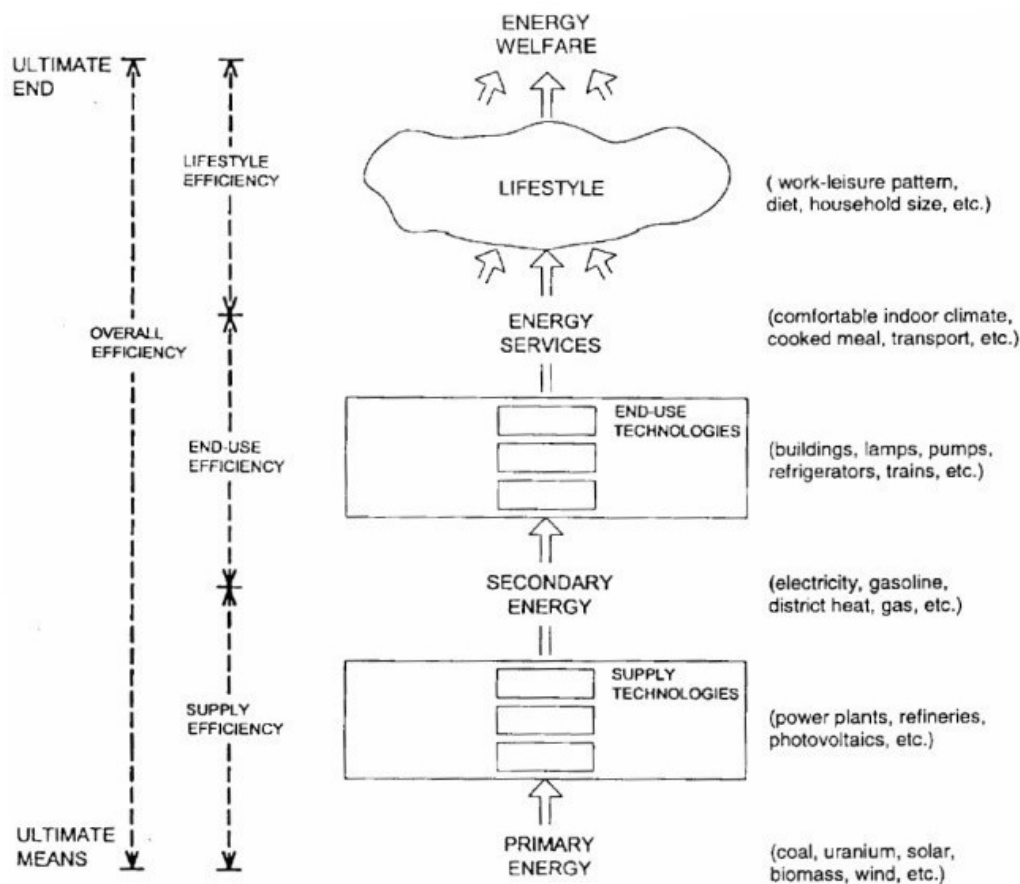 ENERGY
WELFARE
ULTIMATE
END
LIFESTYLE
EFFICIENCY
LIFESTYLE
( work-leisure pattern,
diet, household size, etc.)
OVERALL
EFFICIENCY
ENERGY
SERVICES
(comfortable indoor climate,
cooked meal, transport, etc.)
END-USE
TECHNOLOGIES
END-USE
EFFICIENCY
(buildings, lamps, pumps,
refrigerators, trains, etc.)
SECONDARY
ENERGY
(electricity, gasoline,
district heat, gas, etc.)
SUPPLY
TECHNOLOGIES
SUPPLY
EFFICIENCY
(power plants, refineries,
photovoltaics, etc.)
ULTIMATE
MEANS
PRIMARY
ENERGY
(coal, uranium, solar,
biomass, wind, etc.)